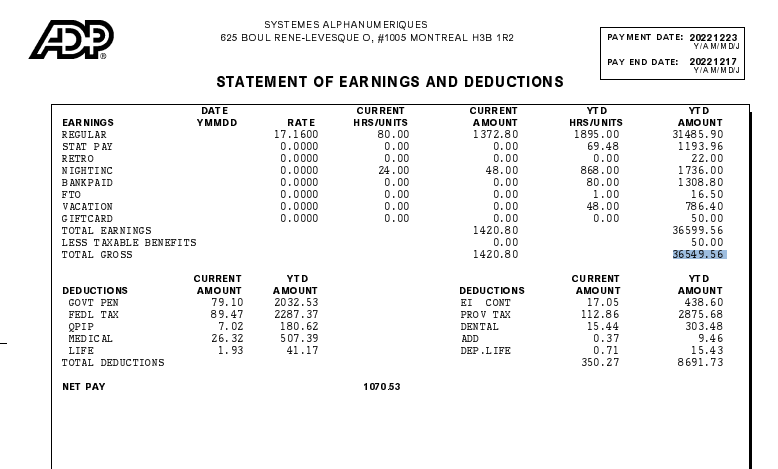 ADP®
SYSTEMES ALPHANUMERIQUES
625 BOUL RENE-LEVESQUE O, #1005 MONTREAL H3B 1R2
PAYMENT DATE: 20221223
Y/A/M/D/J
PAY END DATE: 20221217
Y/A/M/D/J
STATEMENT OF EARNINGS AND DEDUCTIONS
DATE CURRENT CURRENT YTD YTD
EARNINGS YMMDD RATE HRS/UNITS AMOUNT HRS/UNITS AMOUNT
REGULAR 17.1600 80.00 1372.80 1895.00 31485.90
STAT PAY 0.0000 0.00 0.00 69.48 1193.96
RETRO 0.0000 0.00 0.00 0.00 22.00
NIGHTINC 0.0000 24.00 48.00 868.00 1736.00
BANKPAID 0.0000 0.00 0.00 80.00 1308.80
FTO 0.0000 0.00 0.00 1.00 16.50
VACATION 0.0000 0.00 0.00 48.00 786.40
GIFTCARD 0.0000 0.00 0.00 0.00 50.00
TOTAL EARNINGS 1420.80 36599.56
LESS TAXABLE BENEFITS 0.00 50.00
TOTAL GROSS 1420.80 36549.56
CURRENT YTD CURRENT YTD
DEDUCTIONS AMOUNT AMOUNT DEDUCTIONS AMOUNT AMOUNT
GOVT PEN 79.10 2032.53 EI CONT 17.05 438.60
FEDL TAX 89.47 2287.37 PROV TAX 112.86 2875.68
QPIP 7.02 180.62 DENTAL 15.44 303.48
MEDICAL 26.32 507.39 ADD 0.37 9.46
LIFE 1.93 41.17 DEP.LIFE 0.71 15.43
TOTAL DEDUCTIONS 350.27 8691.73
NET PAY 1070.53